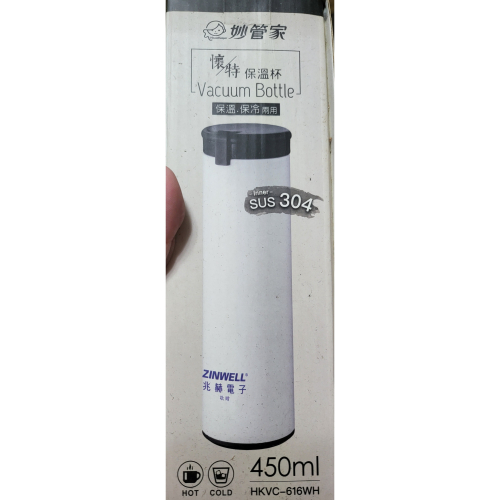 妙管家
懷特 保溫杯
Vacuum Bottle
保溫.保冷 兩用
Inner
SUS 304
ZINWELL®
兆赫電子
HOT
COLD
450ml
HKVC-616WH